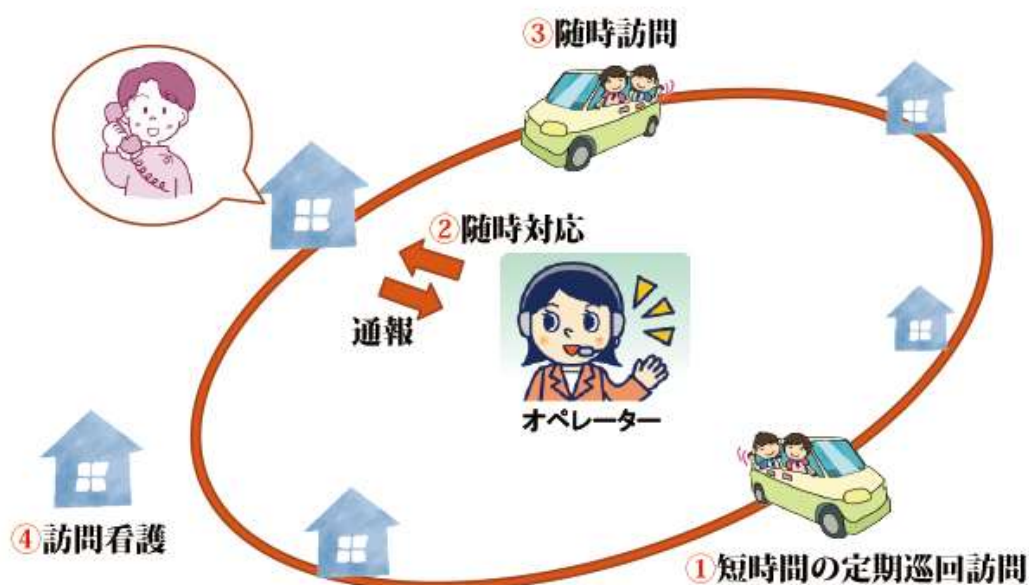 ③随時訪問
②随時対応
通報
オペレーター
④訪問看護
①短時間の定期巡回訪問